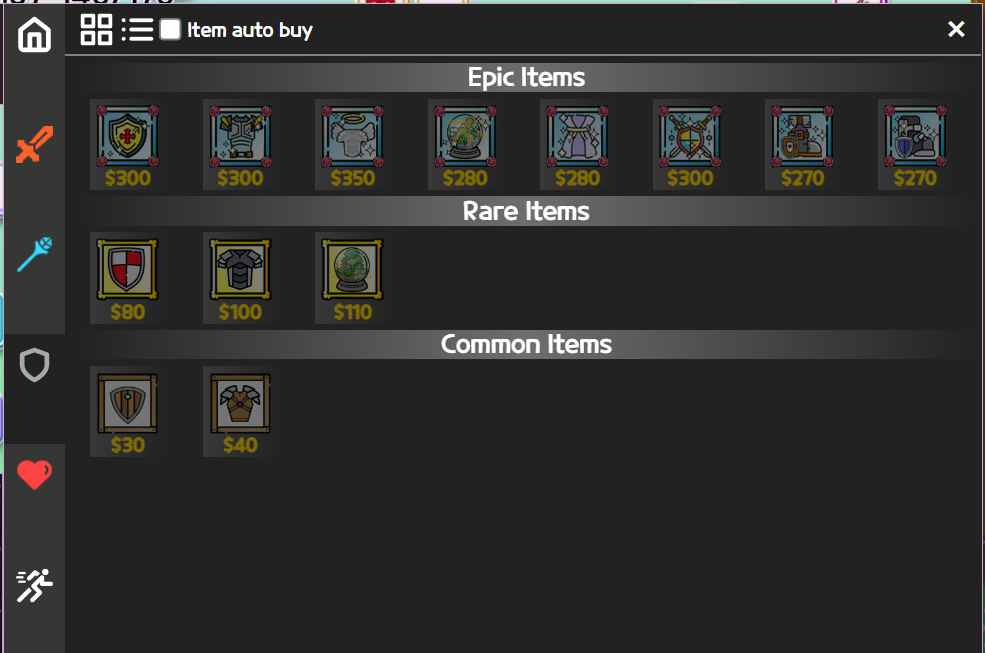 Item auto buy
Epic Items
$300 $300 $350 $280 $280 $300 $270 $270
Rare Items
$80 $100 $110
Common Items
$30 $40